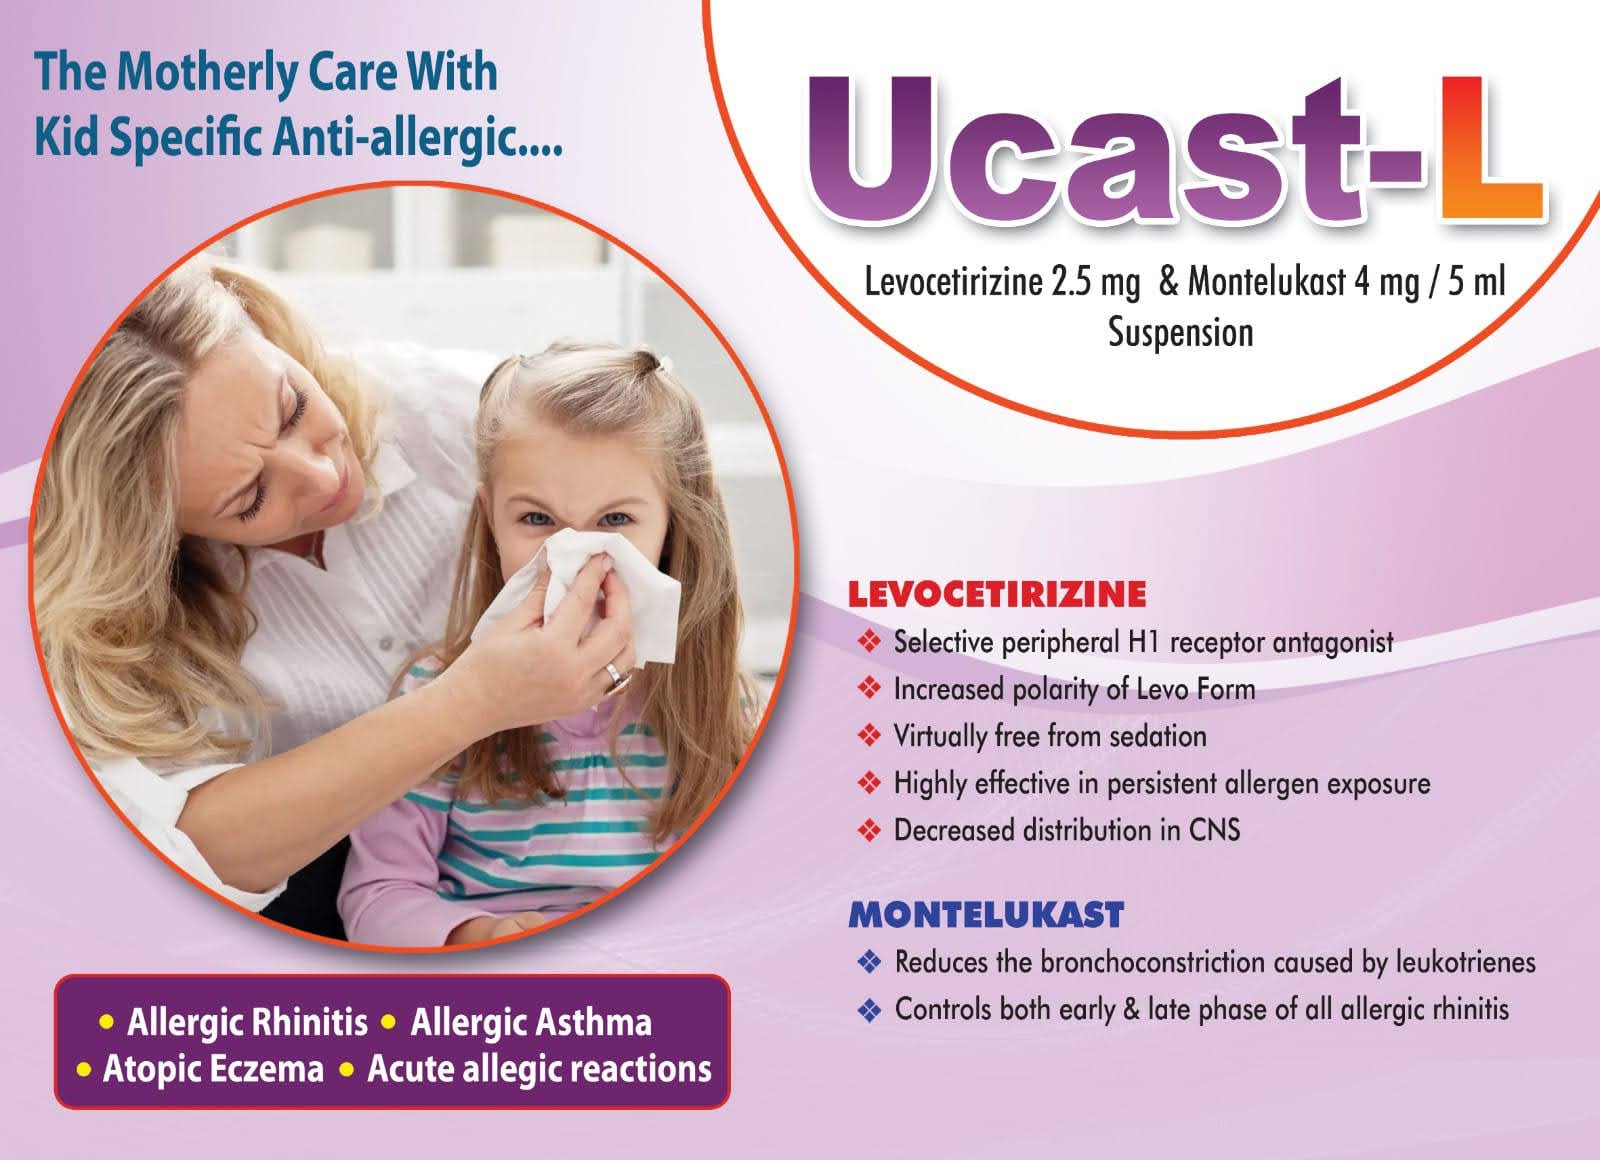 The Motherly Care With
Kid Specific Anti-allergic....
Ucast-L
Levocetirizine 2.5 mg & Montelukast 4 mg / 5 ml
Suspension
LEVOCETIRIZINE
❖ Selective peripheral H1 receptor antagonist
❖ Increased polarity of Levo Form
❖ Virtually free from sedation
❖ Highly effective in persistent allergen exposure
❖ Decreased distribution in CNS
MONTELUKAST
❖ Reduces the bronchoconstriction caused by leukotrienes
❖ Controls both early & late phase of all allergic rhinitis
• Allergic Rhinitis • Allergic Asthma
• Atopic Eczema • Acute allegic reactions